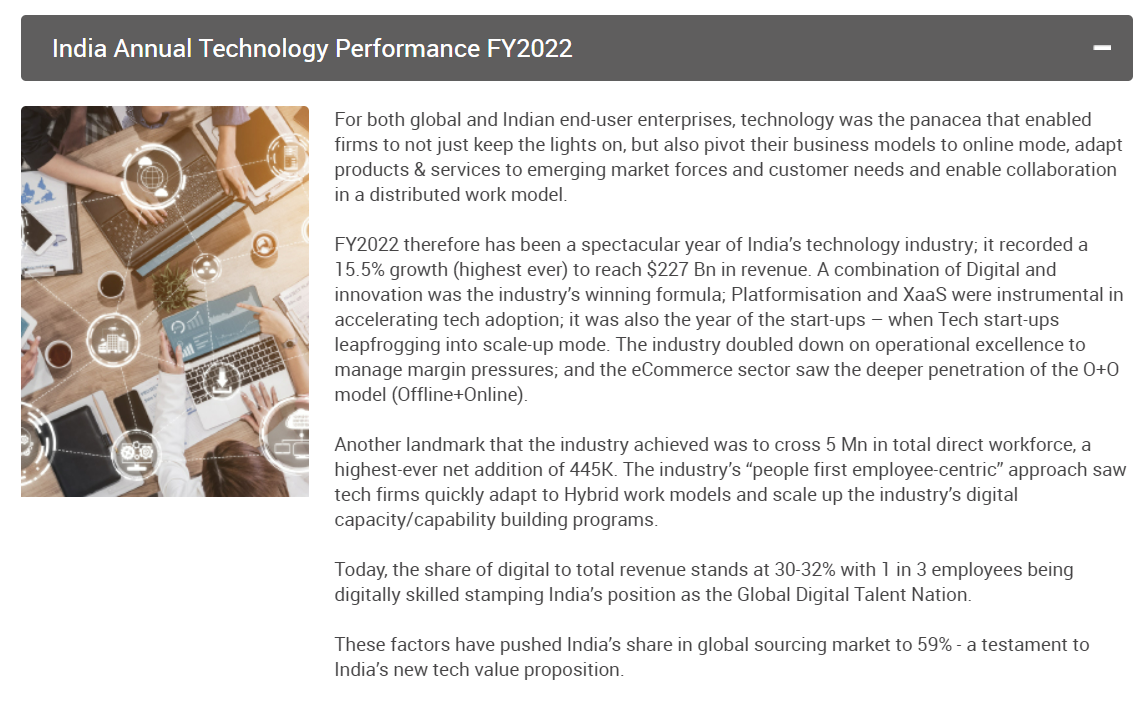 India Annual Technology Performance FY2022
For both global and Indian end-user enterprises, technology was the panacea that enabled
firms to not just keep the lights on, but also pivot their business models to online mode, adapt
products & services to emerging market forces and customer needs and enable collaboration
in a distributed work model.
FY2022 therefore has been a spectacular year of India’s technology industry; it recorded a
15.5% growth (highest ever) to reach $227 Bn in revenue. A combination of Digital and
innovation was the industry’s winning formula; Platformisation and XaaS were instrumental in
accelerating tech adoption; it was also the year of the start-ups – when Tech start-ups
leapfrogging into scale-up mode. The industry doubled down on operational excellence to
manage margin pressures; and the eCommerce sector saw the deeper penetration of the O+O
model (Offline+Online).
Another landmark that the industry achieved was to cross 5 Mn in total direct workforce, a
highest-ever net addition of 445K. The industry’s “people first employee-centric” approach saw
tech firms quickly adapt to Hybrid work models and scale up the industry’s digital
capacity/capability building programs.
Today, the share of digital to total revenue stands at 30-32% with 1 in 3 employees being
digitally skilled stamping India’s position as the Global Digital Talent Nation.
These factors have pushed India’s share in global sourcing market to 59% - a testament to
India’s new tech value proposition.